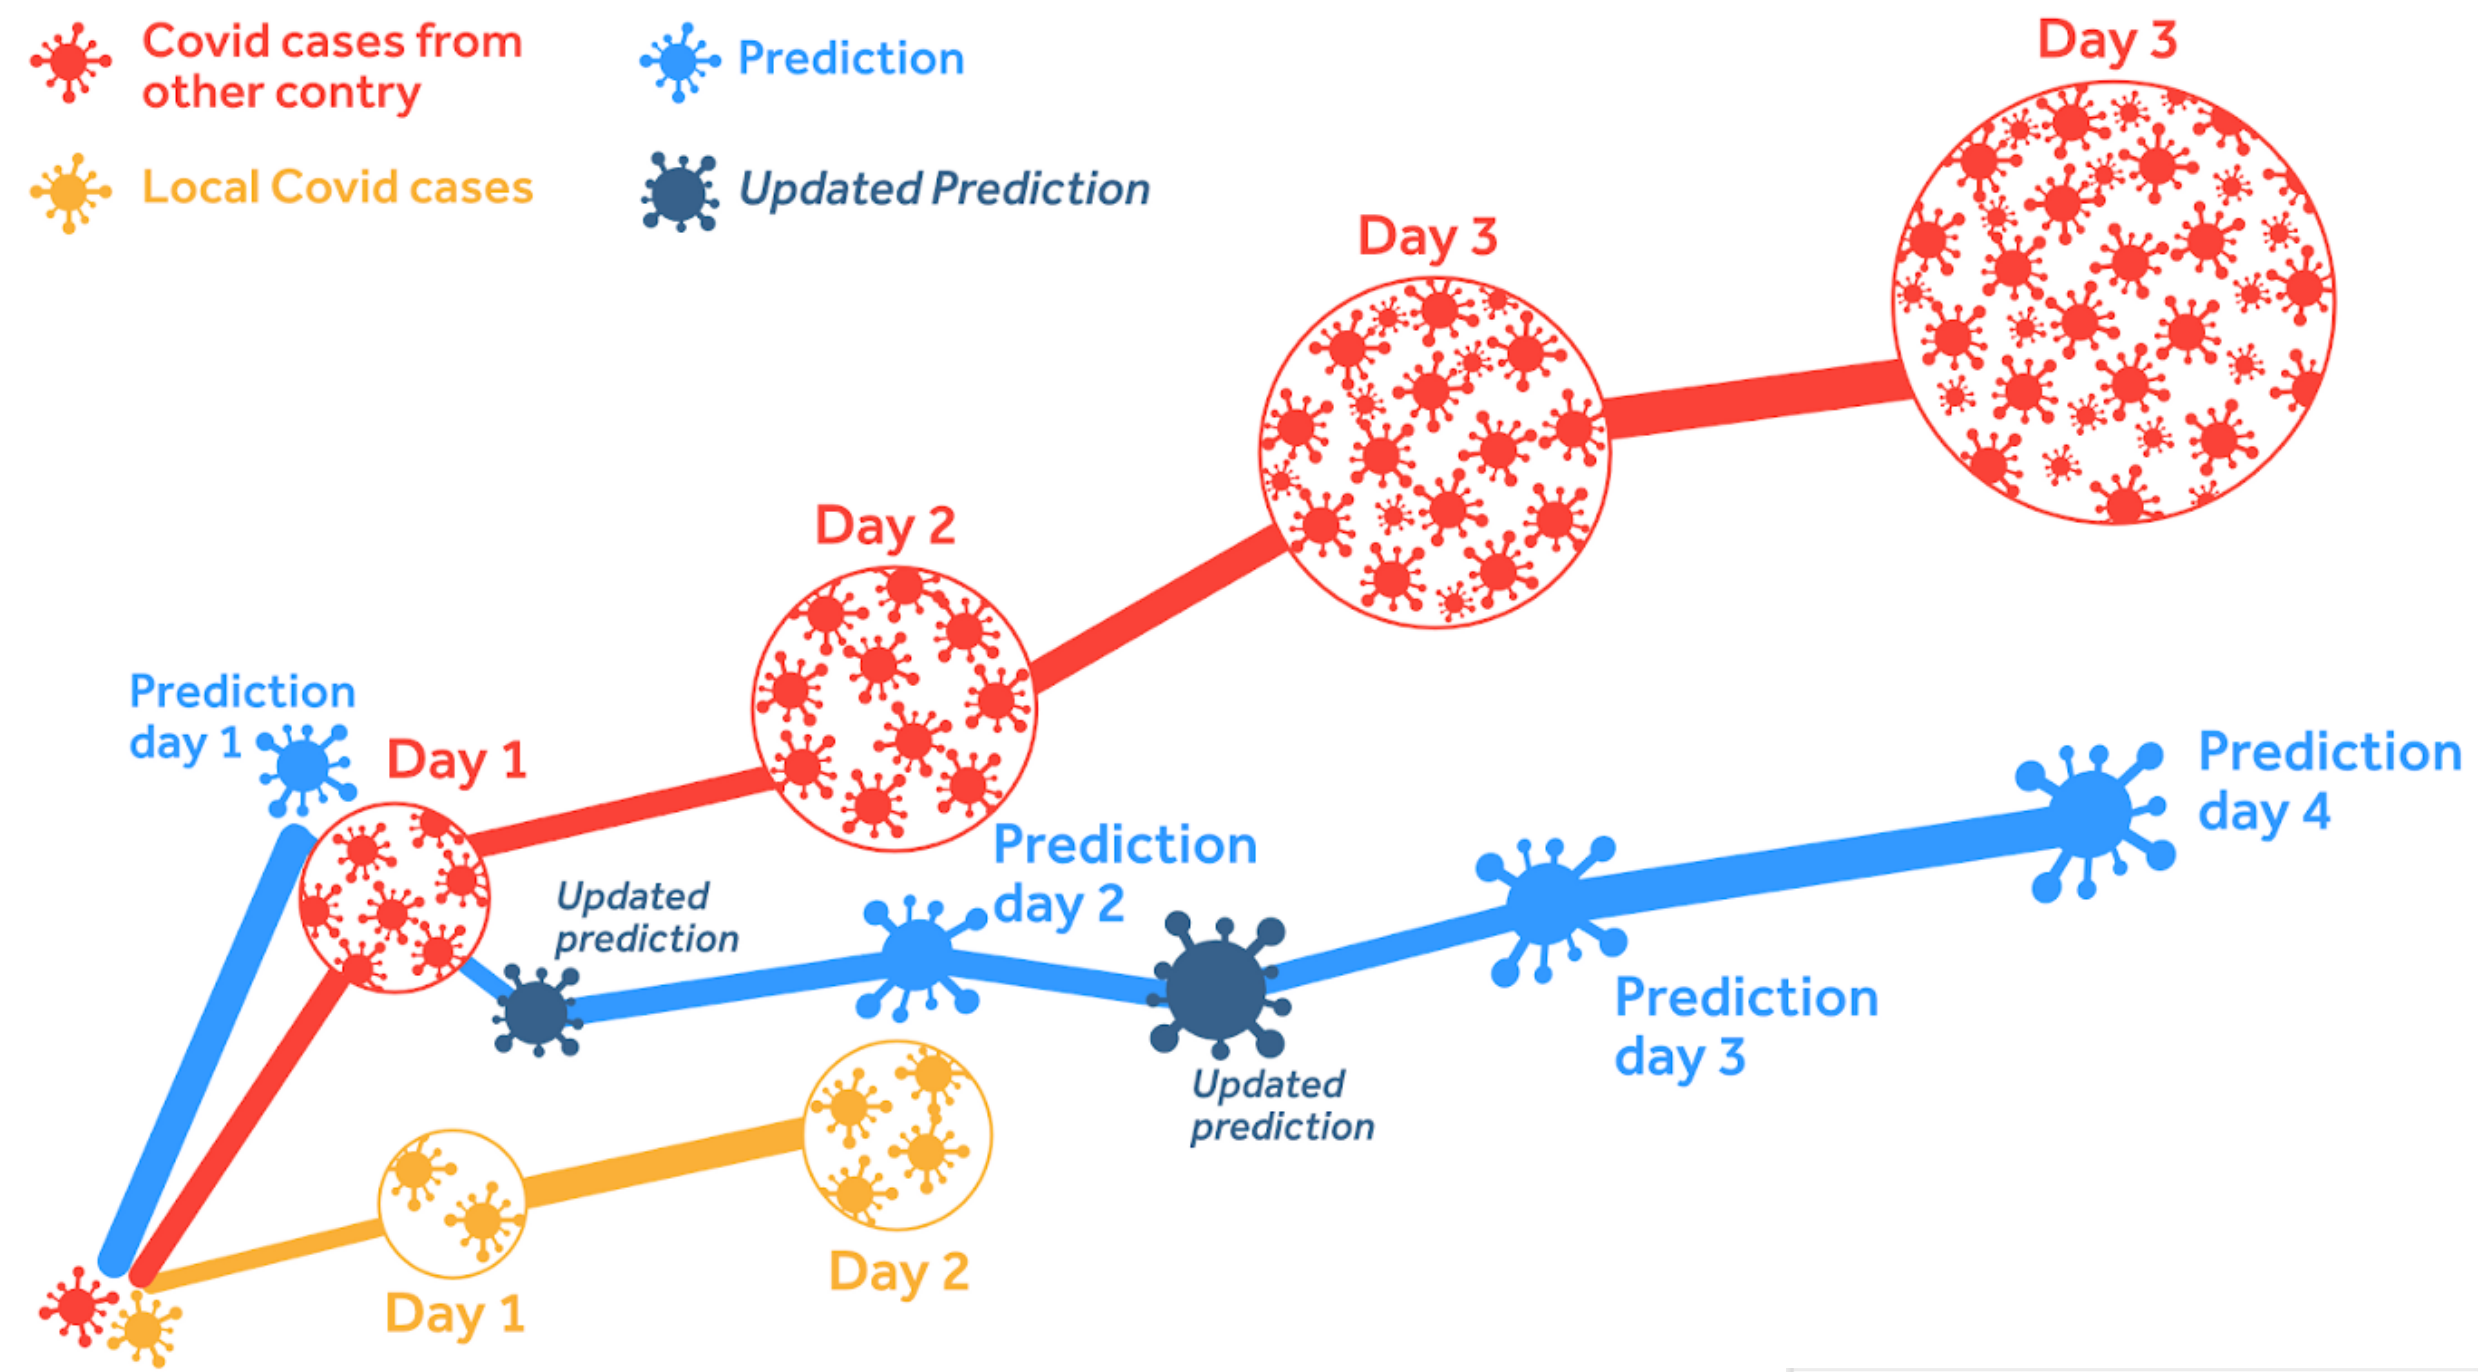 Covid cases from
other contry
Prediction
Local Covid cases
Updated Prediction
Day 3
Day 3
Day 2
Prediction
day 1
Day 1
Prediction
day 4
Prediction
day 2
Updated
prediction
Prediction
day 3
Updated
prediction
Day 2
Day 1